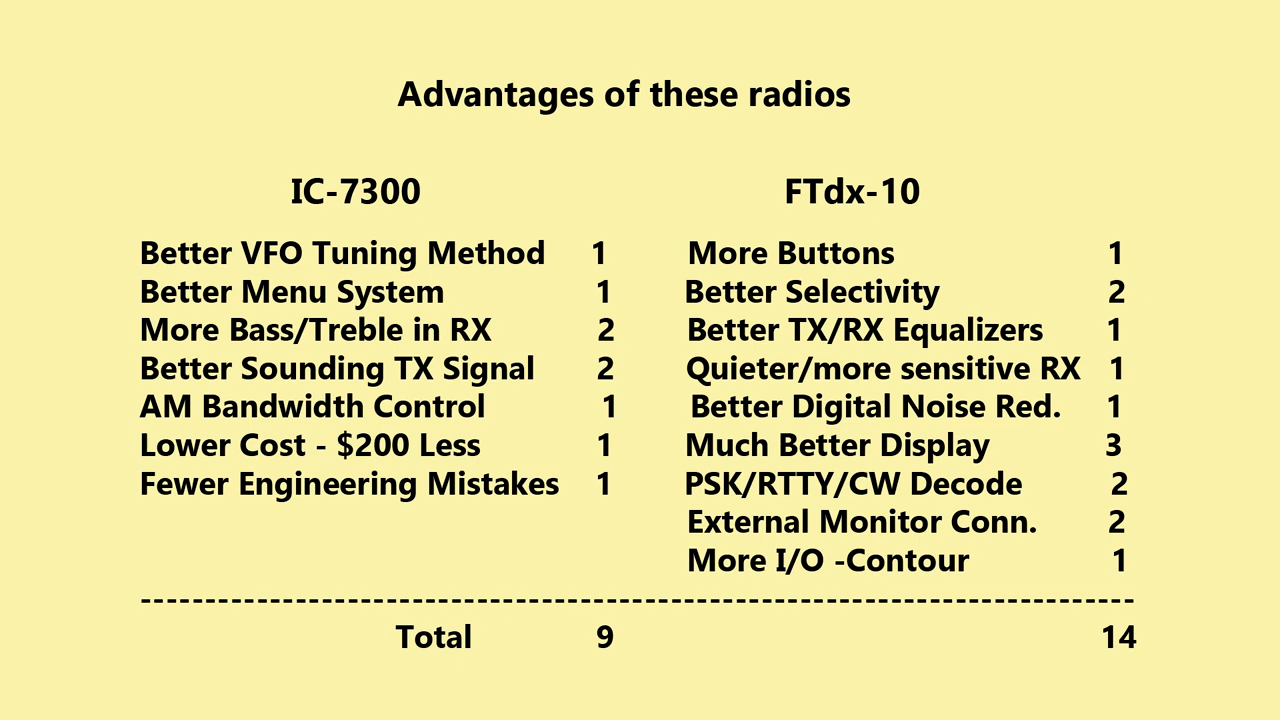 Advantages of these radios
IC-7300 FTdx-10
Better VFO Tuning Method 1 More Buttons 1
Better Menu System 1 Better Selectivity 2
More Bass/Treble in RX 2 Better TX/RX Equalizers 1
Better Sounding TX Signal 2 Quieter/more sensitive RX 1
AM Bandwidth Control 1 Better Digital Noise Red. 1
Lower Cost - $200 Less 1 Much Better Display 3
Fewer Engineering Mistakes 1 PSK/RTTY/CW Decode 2
External Monitor Conn. 2
More I/O -Contour 1
--------------------------------------------------------------------------------
Total 9 14